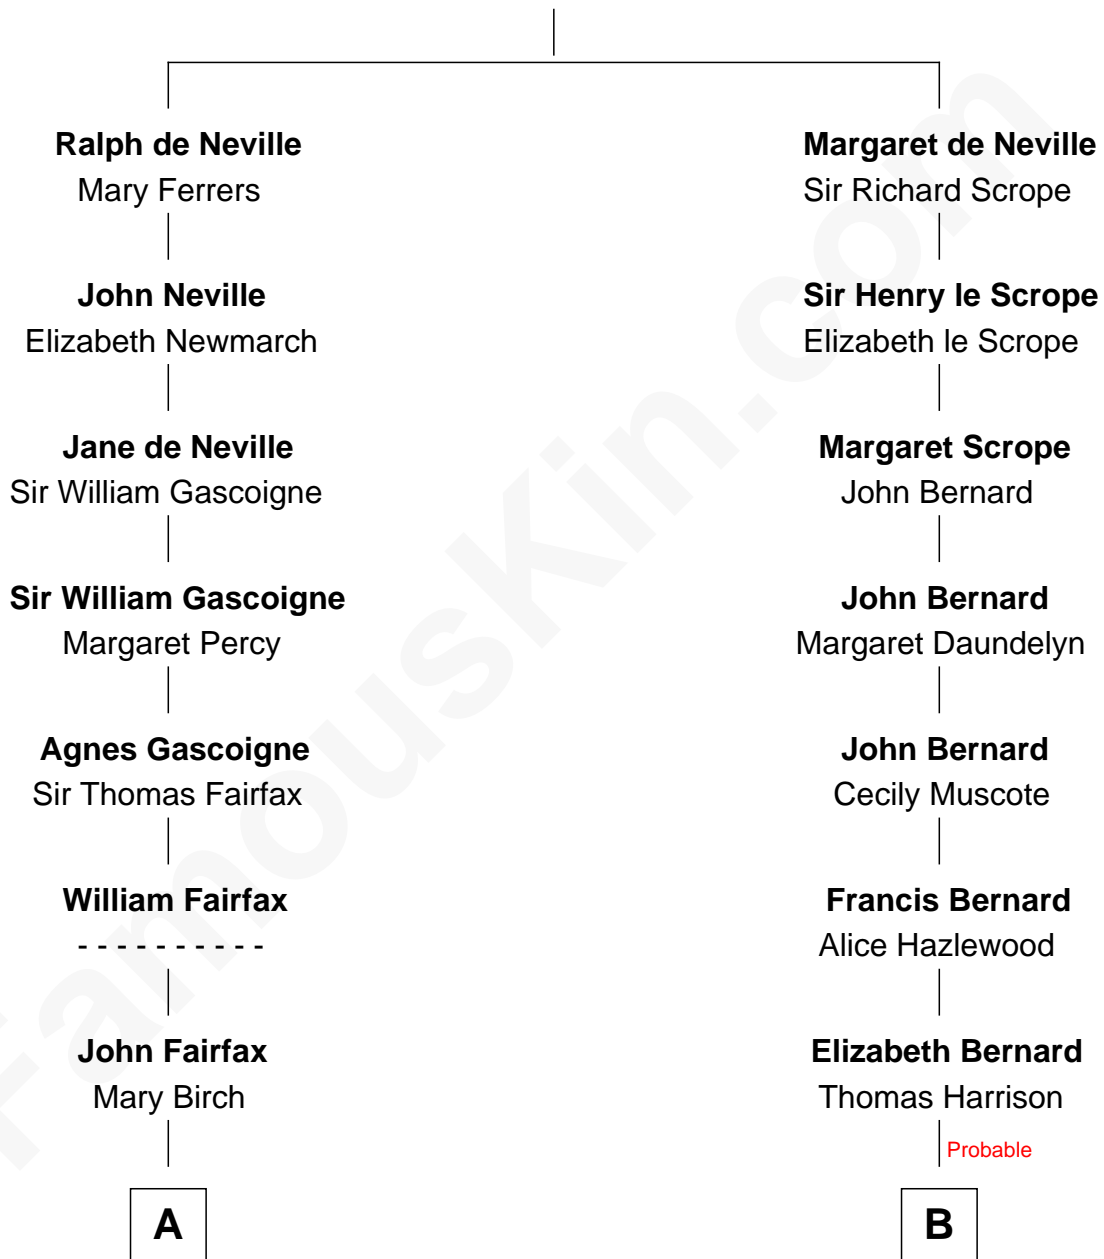 Ralph de Neville
Mary Ferrers
Margaret de Neville
Sir Richard Scrope
John Neville
Elizabeth Newmarch
Sir Henry le Scrope
Elizabeth le Scrope
Jane de Neville
Sir William Gascoigne
Margaret Scrope
John Bernard
Sir William Gascoigne
Margaret Percy
John Bernard
Margaret Daundelyn
Agnes Gascoigne
Sir Thomas Fairfax
John Bernard
Cecily Muscote
William Fairfax
- - - - - - - - - -
Francis Bernard
Alice Hazlewood
John Fairfax
Mary Birch
Elizabeth Bernard
Thomas Harrison
Probable
A
B
FamousKin.com